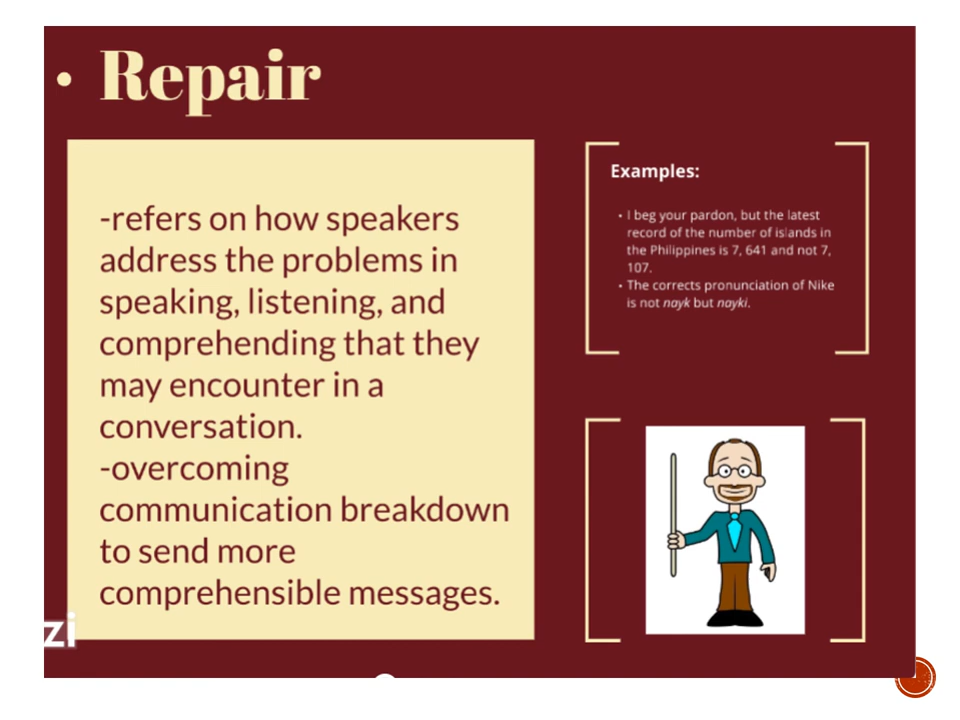 • Repair
-refers on how speakers
address the problems in
speaking, listening, and
comprehending that they
may encounter in a
conversation.
-overcoming
communication breakdown
to send more
comprehensible messages.
Examples:
• I beg your pardon, but the latest
record of the number of islands in
the Philippines is 7, 641 and not 7,
107.
• The corrects pronunciation of Nike
is not nayk but nayki.
zi